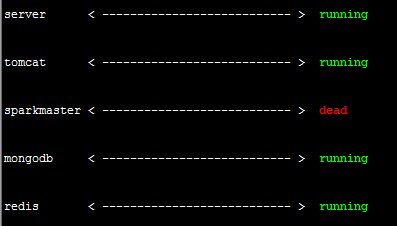 server < --------------------------- > running
tomcat < --------------------------- > running
sparkmaster < --------------------------- > dead
mongodb < --------------------------- > running
redis < --------------------------- > running